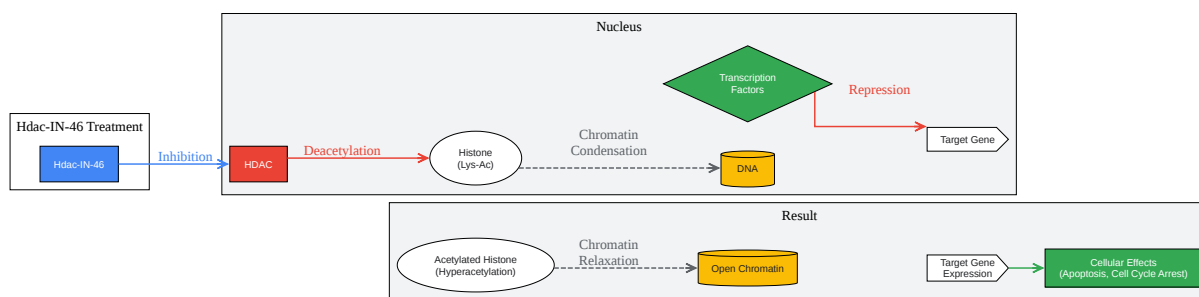 Nucleus
Transcription
Factors
Repression
Hdac-IN-46 Treatment
Hdac-IN-46
Inhibition
HDAC
Deacetylation
Histone
(Lys-Ac)
Chromatin
Condensation
DNA
Target Gene
Result
Acetylated Histone
(Hyperacetylation)
Chromatin
Relaxation
Open Chromatin
Target Gene
Expression
Cellular Effects
(Apoptosis, Cell Cycle Arrest)